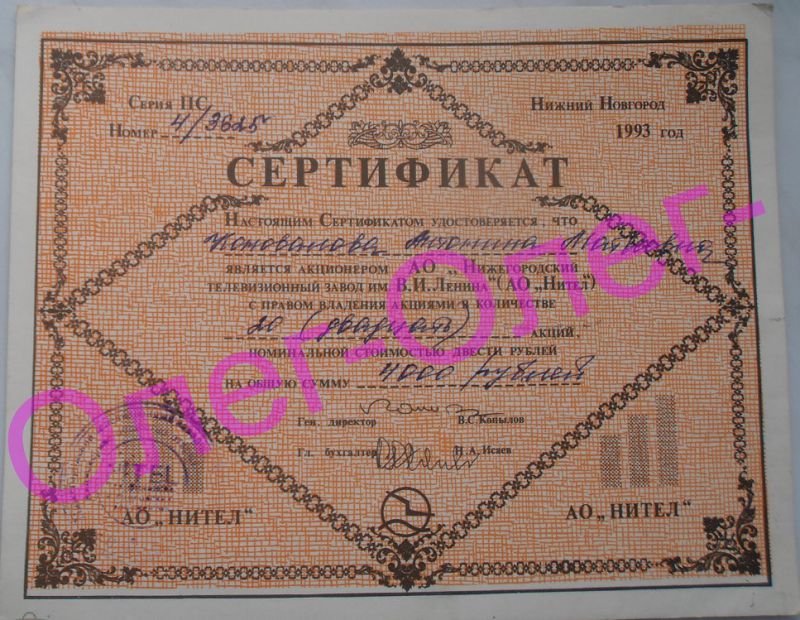 Серия ПС
Номер 4/3625
Нижний Новгород
1993 год
СЕРТИФИКАТ
Настоящим Сертификатом удостоверяется, что
Коновалова Антонина Матвеевна
является акционером АО „Нижегородский
телевизионный завод им. В.И.Ленина“ (АО „Нител“)
с правом владения акциями в количестве
20 (двадцать) акций,
номинальной стоимостью двести рублей
на общую сумму 4000 рублей
Ген. директор В.С.Копылов
Гл. бухгалтер Н.А.Исаев
АО „НИТЕЛ“
АО „НИТЕЛ“
Олег-Олег-